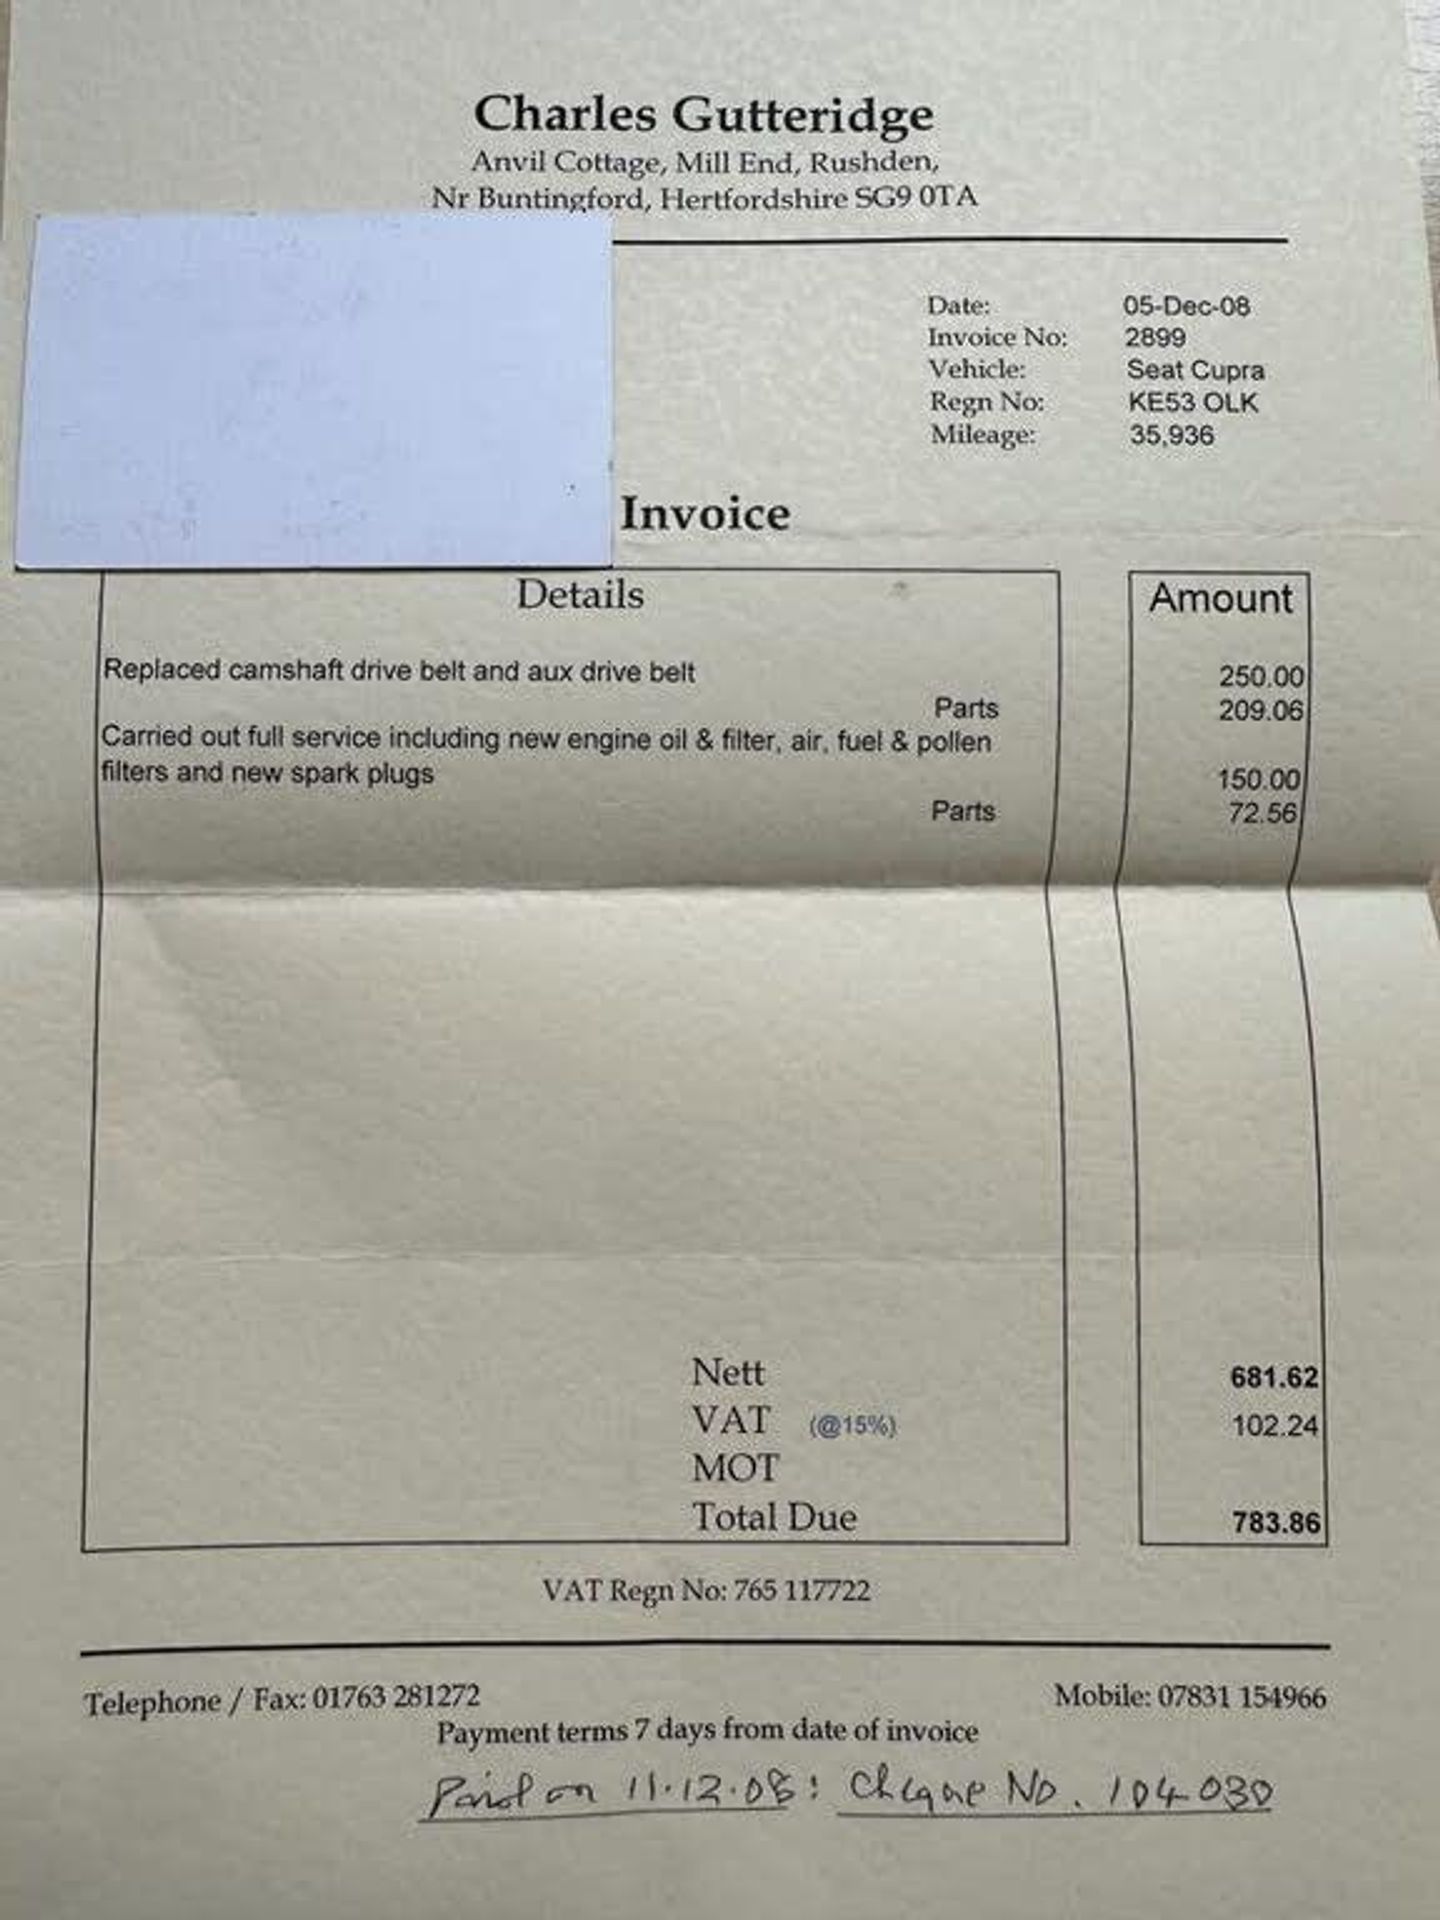 Charles Gutteridge
Anvil Cottage, Mill End, Rushden,
Nr Buntingford, Hertfordshire SG9 0TA
Date: 05-Dec-08
Invoice No: 2899
Vehicle: Seat Cupra
Regn No: KE53 OLK
Mileage: 35,936
Invoice
Details Amount
Replaced camshaft drive belt and aux drive belt 250.00
Parts 209.06
Carried out full service including new engine oil & filter, air, fuel & pollen
filters and new spark plugs 150.00
Parts 72.56
Nett 681.62
VAT (@15%) 102.24
MOT
Total Due 783.86
VAT Regn No: 765 117722
Telephone / Fax: 01763 281272 Mobile: 07831 154966
Payment terms 7 days from date of invoice
Paid on 11.12.08: Cheque No. 104030